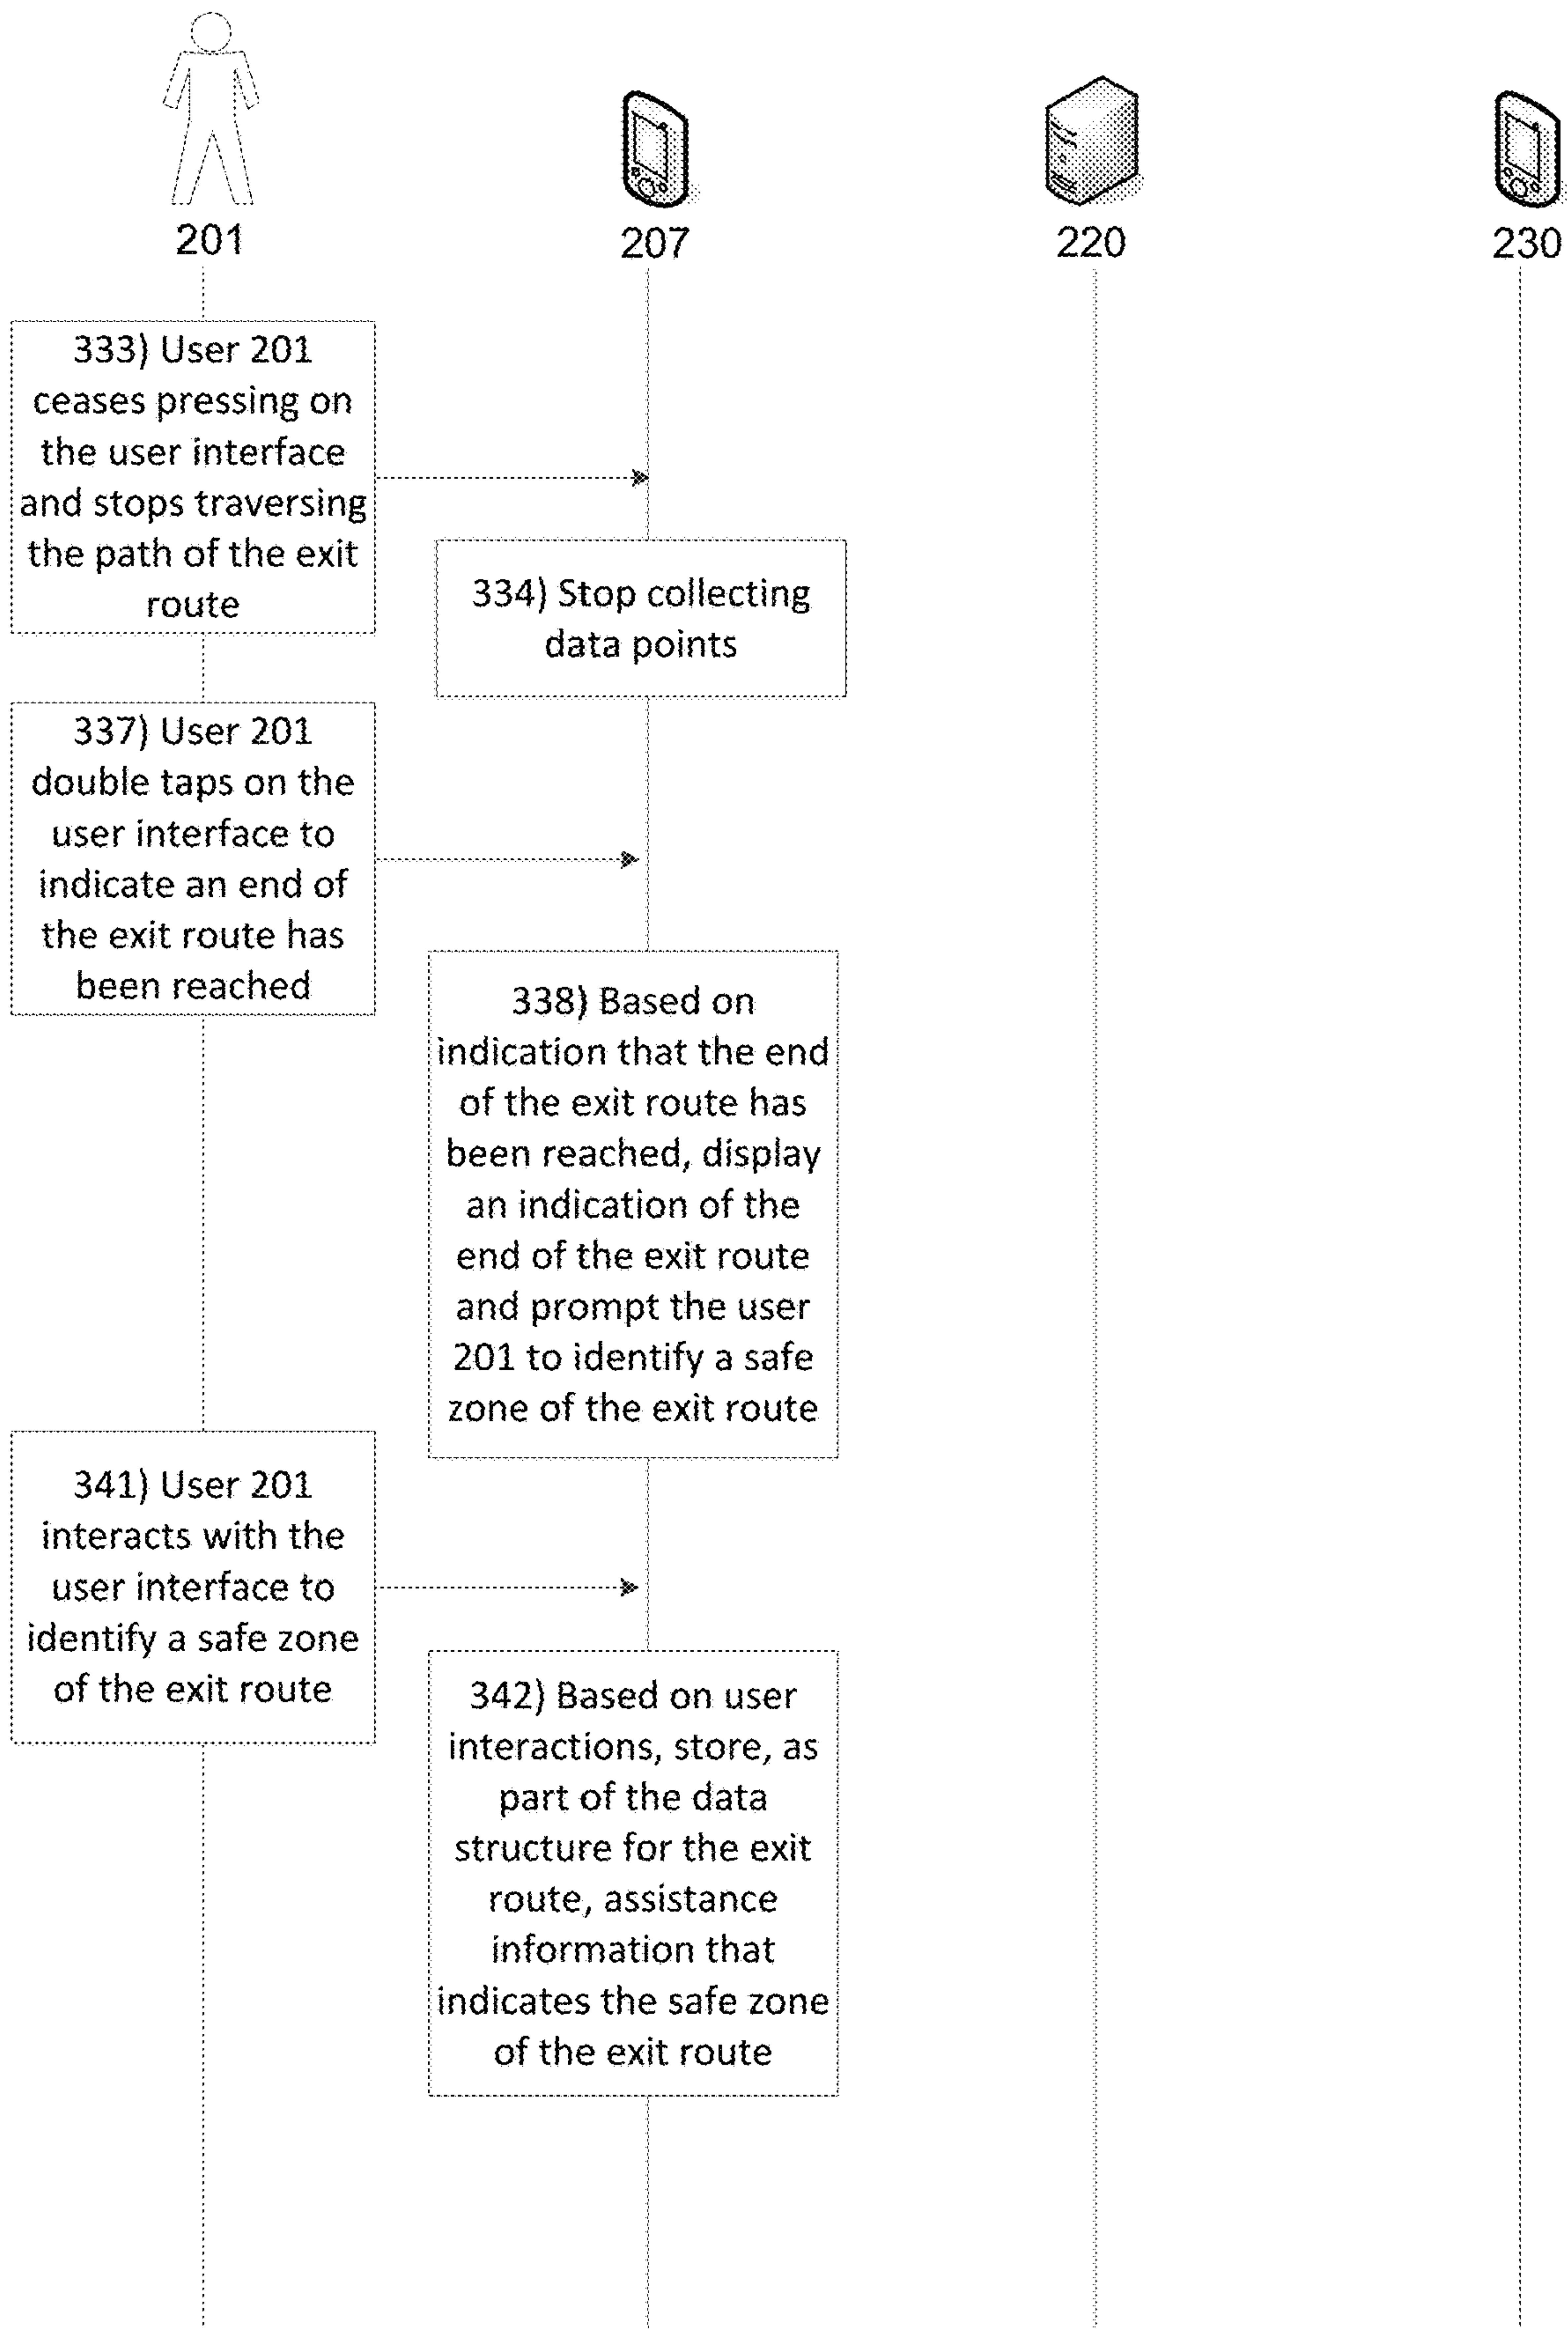 201
207
220
230
333) User 201
ceases pressing on
the user interface
and stops traversing
the path of the exit
route
334) Stop collecting
data points
337) User 201
double taps on the
user interface to
indicate an end of
the exit route has
been reached
338) Based on
indication that the end
of the exit route has
been reached, display
an indication of the
end of the exit route
and prompt the user
201 to identify a safe
zone of the exit route
341) User 201
interacts with the
user interface to
identify a safe zone
of the exit route
342) Based on user
interactions, store, as
part of the data
structure for the exit
route, assistance
information that
indicates the safe zone
of the exit route